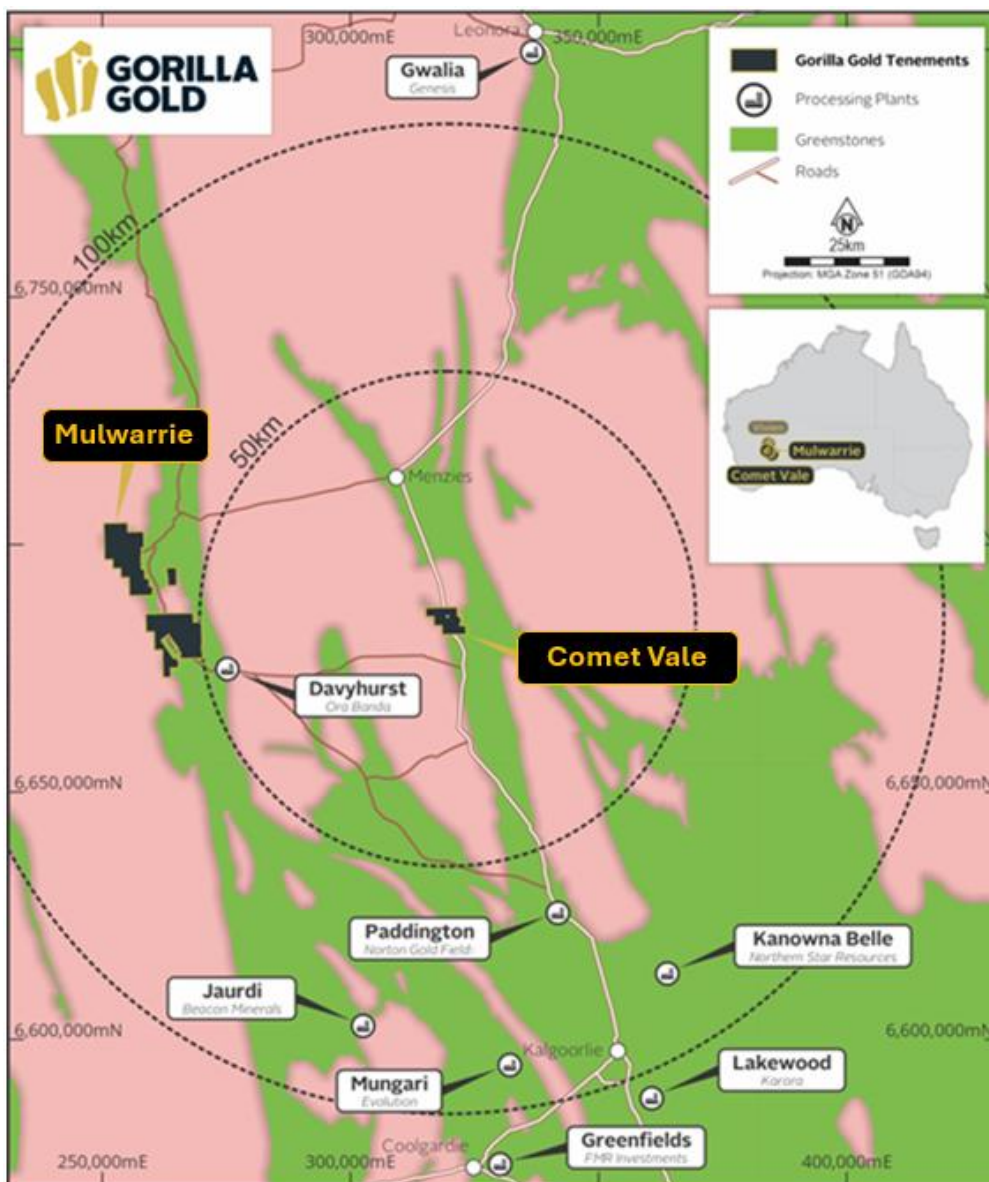 GORILLA
GOLD
300,000mE
Leonora
350,000mE
Gwalia
Genesis
Gorilla Gold Tenements
Processing Plants
Greenstones
Roads
N
25km
Projection: MGA Zone 51 (GDA94)
100km
6,750,000mN
Mulwarrie
50km
Menzies
Vivien
Mulwarrie
Comet Vale
Comet Vale
Davyhurst
Ora Banda
6,650,000mN
6,650,000mN
Paddington
Norton Gold Field
Kanowna Belle
Northern Star Resources
Jaurdi
Beacon Minerals
6,600,000mN
6,600,000mN
Kalgoorlie
Mungari
Evolution
Lakewood
Karora
Coolgardie
Greenfields
FMR Investments
250,000mE
300,000mE
400,000mE